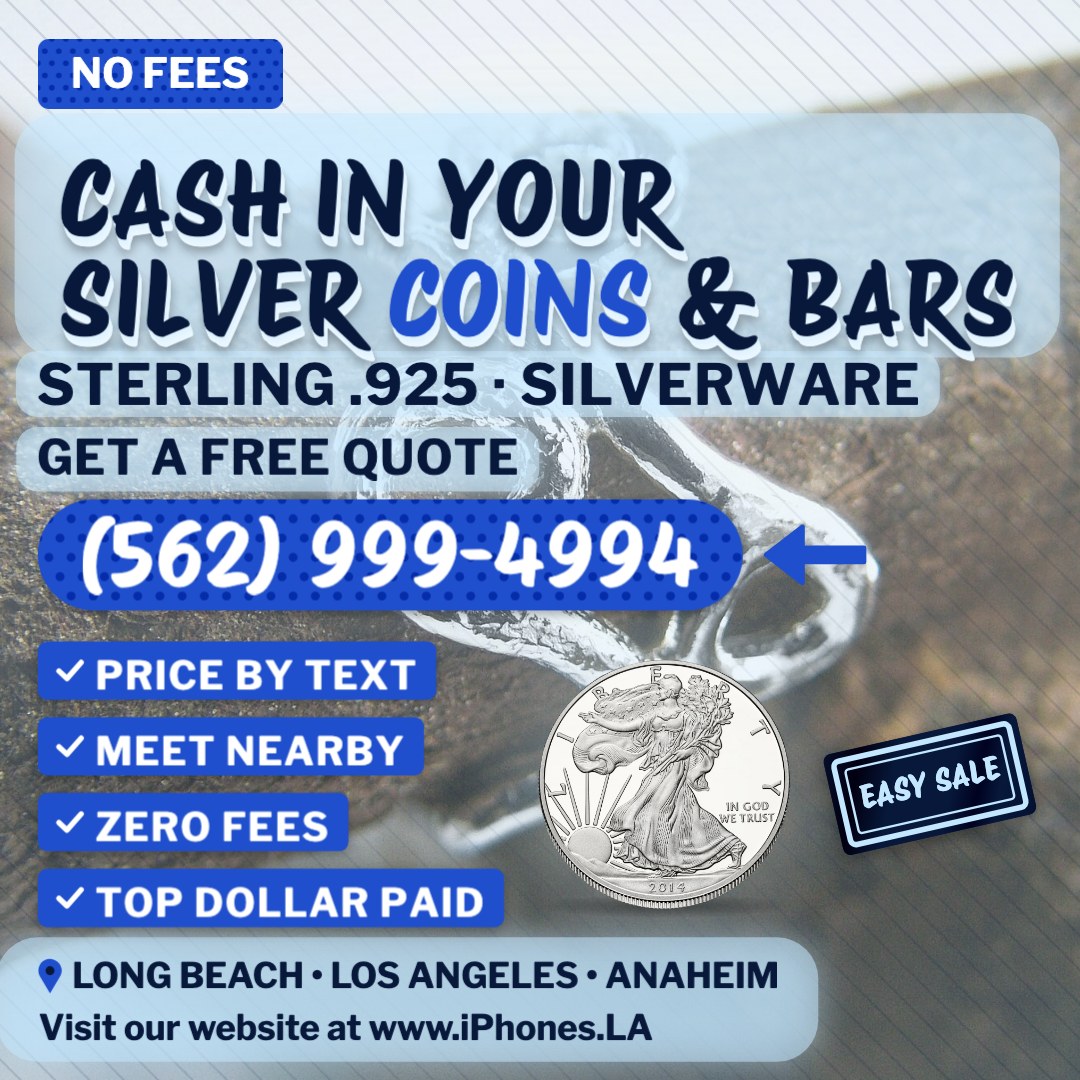 NO FEES
CASH IN YOUR
SILVER COINS & BARS
STERLING .925 · SILVERWARE
GET A FREE QUOTE
(562) 999-4994
✓ PRICE BY TEXT
✓ MEET NEARBY
✓ ZERO FEES
✓ TOP DOLLAR PAID
LIBERTY
IN GOD
WE TRUST
2014
EASY SALE
LONG BEACH • LOS ANGELES • ANAHEIM
Visit our website at www.iPhones.LA